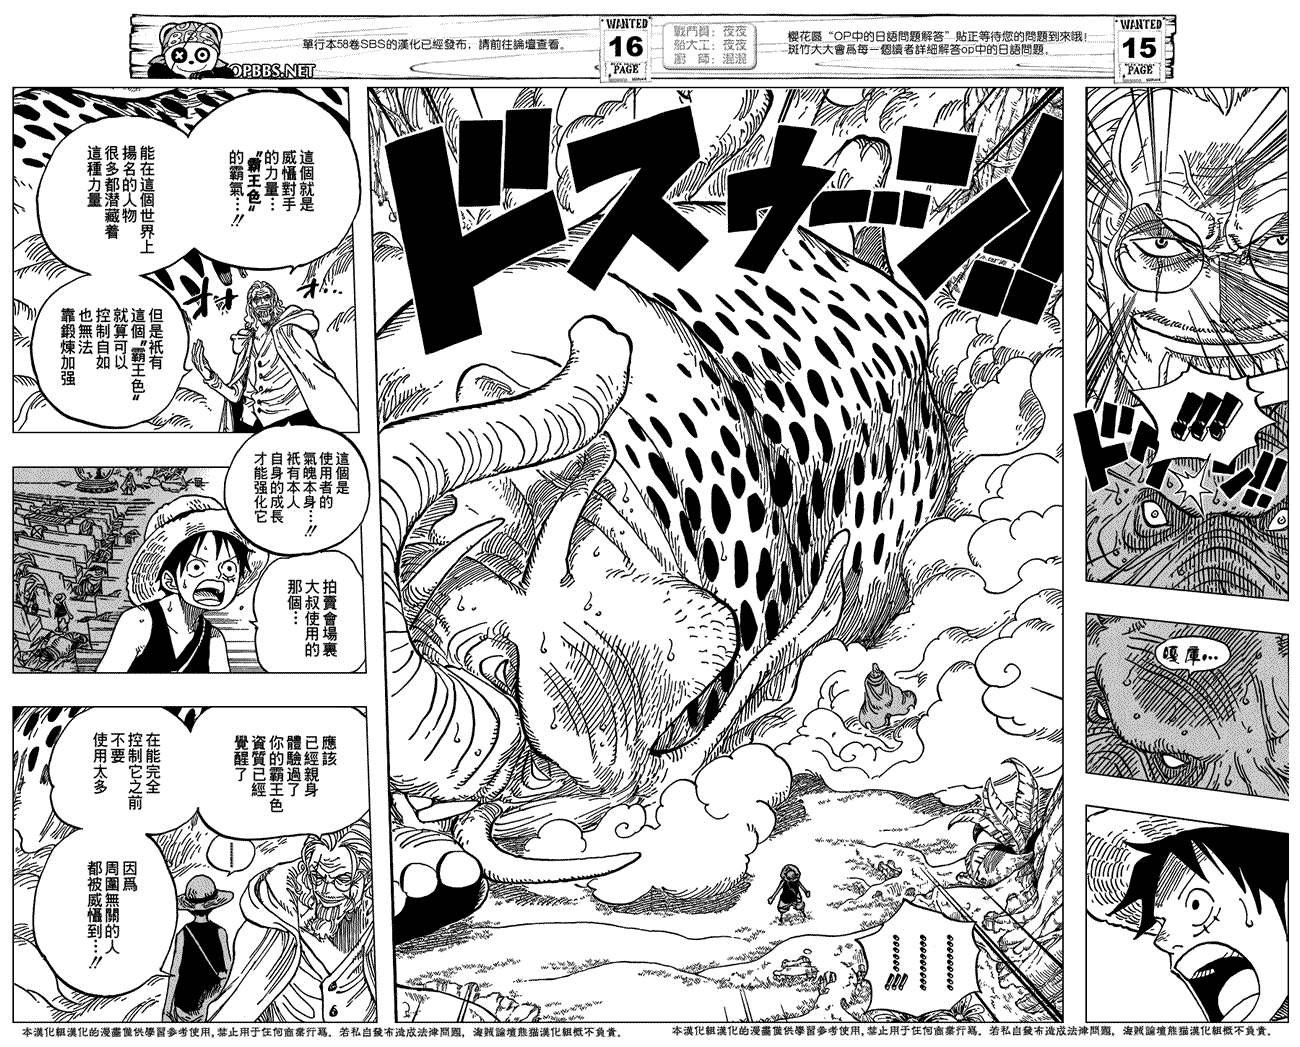 單行本58卷SBS的漢化已經發布，請前往論壇查看。
OPBBS.NET
WANTED
16
PAGE
戰鬥員：夜夜
船大工：夜夜
廚　師：混混
櫻花區“OP中的日語問題解答”貼正等待您的問題到來哦！
斑竹大大會爲每一個讀者詳細解答op中的日語問題．
WANTED
15
PAGE
!!!!
ドォン!!
嘎庫…
ドスゥーン!!
………
………
………!!!
這個就是
威懾對手
的力量…
“霸王色”
的霸氣…!!
能在這個世界上
揚名的人物
很多都潛藏着
這種力量
オオオ…
但是衹有
這個“霸王色”
就算可以
控制自如
也無法
靠鍛煉加强
這個是
使用者的
氣魄本身…!!
衹有本人
自身的成長
才能强化它
拍賣會場裏
大叔使用的
那個…
應該
已經親身
體驗過了
你的霸王色
資質已經
覺醒了
在能完全
控制它之前
不要
使用太多
………
因爲
周圍無關的人
都被威懾到…!!
6
本漢化組漢化的漫畫僅供學習參考使用,禁止用于任何商業行爲，若私自發布造成法律問題，海賊論壇熊猫漢化組概不負責。
本漢化組漢化的漫畫僅供學習參考使用,禁止用于任何商業行爲，若私自發布造成法律問題，海賊論壇熊猫漢化組概不負責。